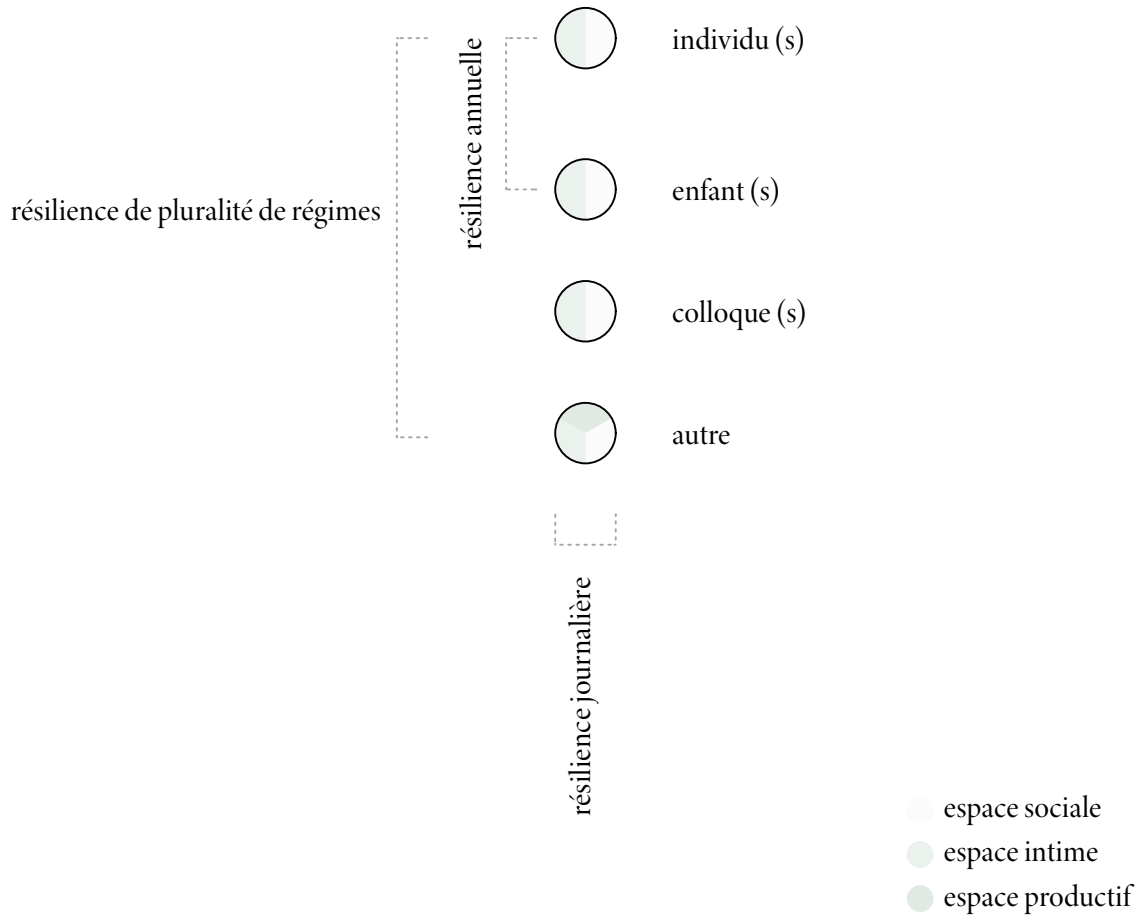 individu (s)
résilience annuelle
enfant (s)
résilience de pluralité de régimes
colloque (s)
autre
résilience journalière
espace sociale
espace intime
espace productif